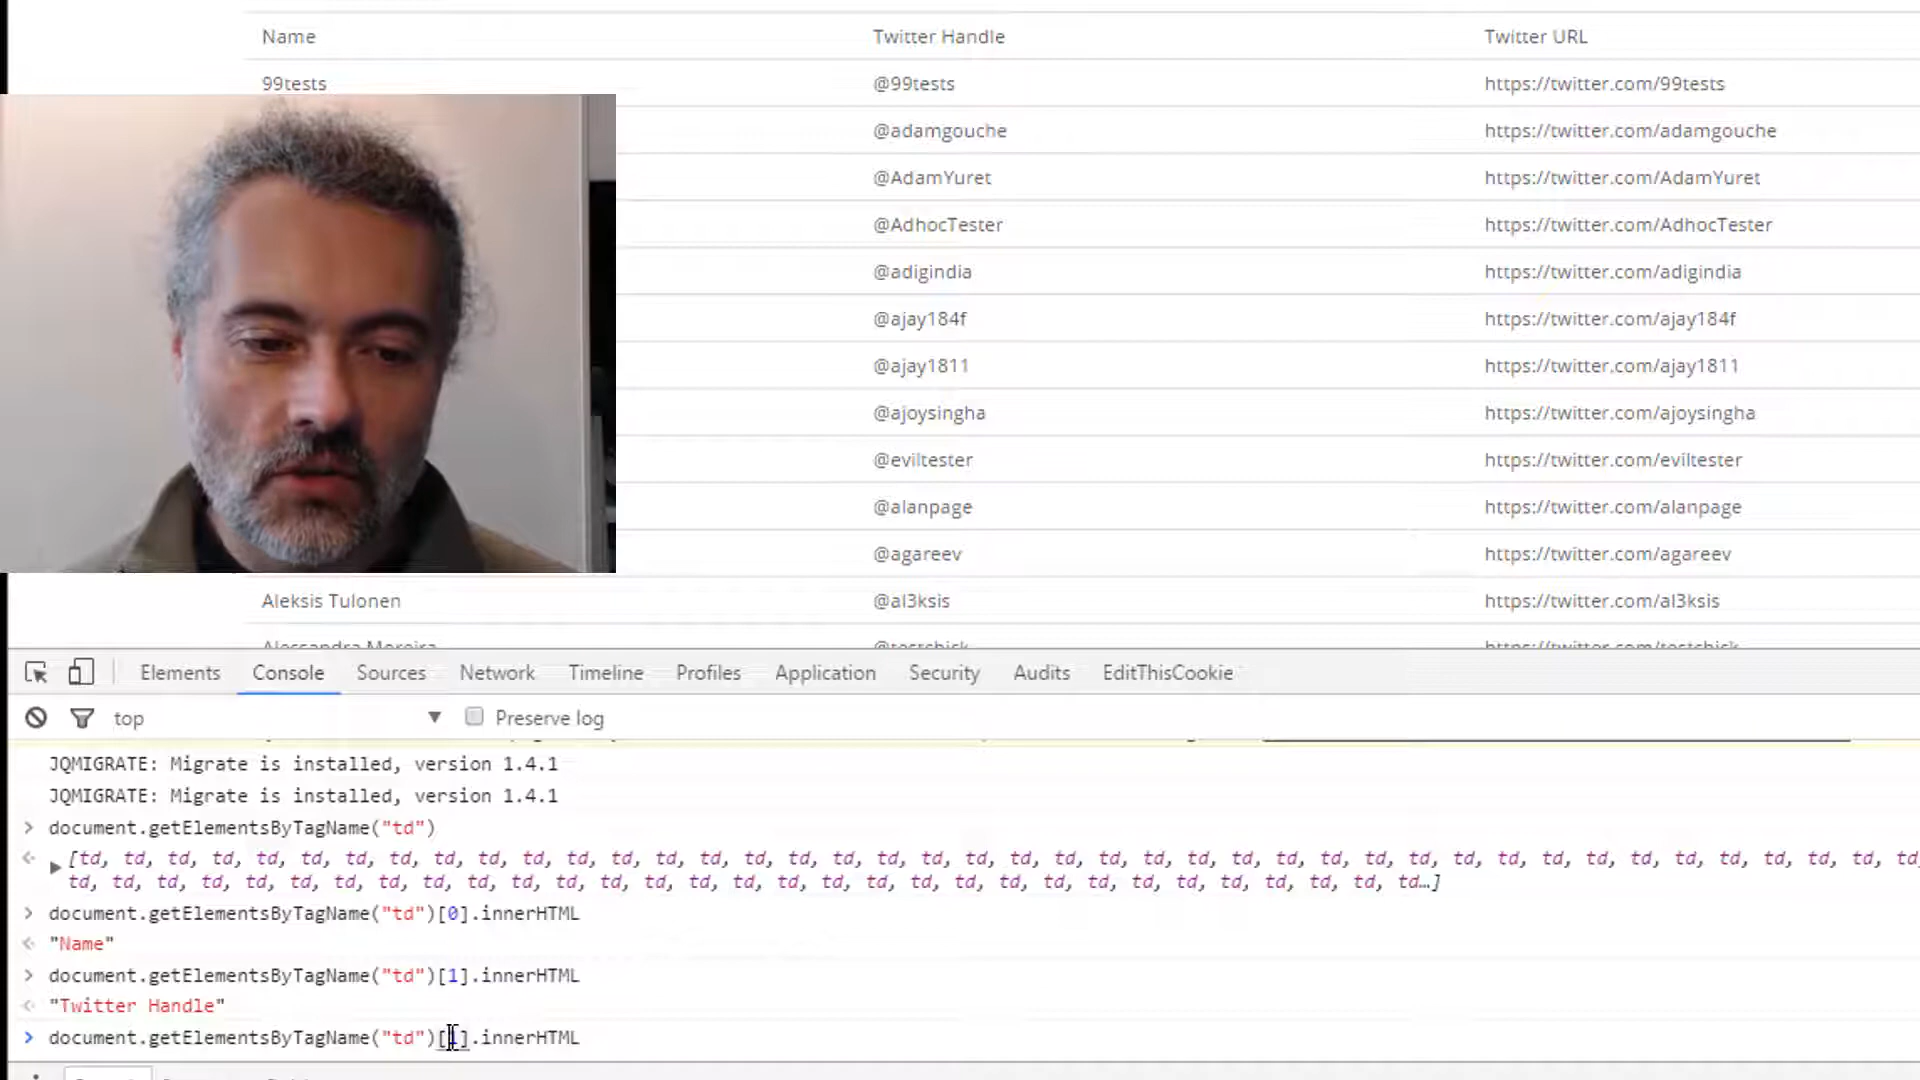 Name Twitter Handle Twitter URL
99tests @99tests https://twitter.com/99tests
@adamgouche https://twitter.com/adamgouche
@AdamYuret https://twitter.com/AdamYuret
@AdhocTester https://twitter.com/AdhocTester
@adigindia https://twitter.com/adigindia
@ajay184f https://twitter.com/ajay184f
@ajay1811 https://twitter.com/ajay1811
@ajoysingha https://twitter.com/ajoysingha
@eviltester https://twitter.com/eviltester
@alanpage https://twitter.com/alanpage
@agareev https://twitter.com/agareev
Aleksis Tulonen @al3ksis https://twitter.com/al3ksis
Alessandra Moreira @testchick https://twitter.com/testchick
Elements Console Sources Network Timeline Profiles Application Security Audits EditThisCookie
top Preserve log
JQMIGRATE: Migrate is installed, version 1.4.1
JQMIGRATE: Migrate is installed, version 1.4.1
document.getElementsByTagName("td")
[td, td, td, td, td, td, td, td, td, td, td, td, td, td, td, td, td, td, td, td, td, td, td, td, td, td, td, td, td, td, td, td, td, td, td, td, td, td, td, td, td, td,
td, td, td, td, td, td, td, td, td, td, td, td, td, td, td, td, td, td, td, td, td, td, td, td, td, td, td, td, td…]
document.getElementsByTagName("td")[0].innerHTML
"Name"
document.getElementsByTagName("td")[1].innerHTML
"Twitter Handle"
document.getElementsByTagName("td")[1].innerHTML